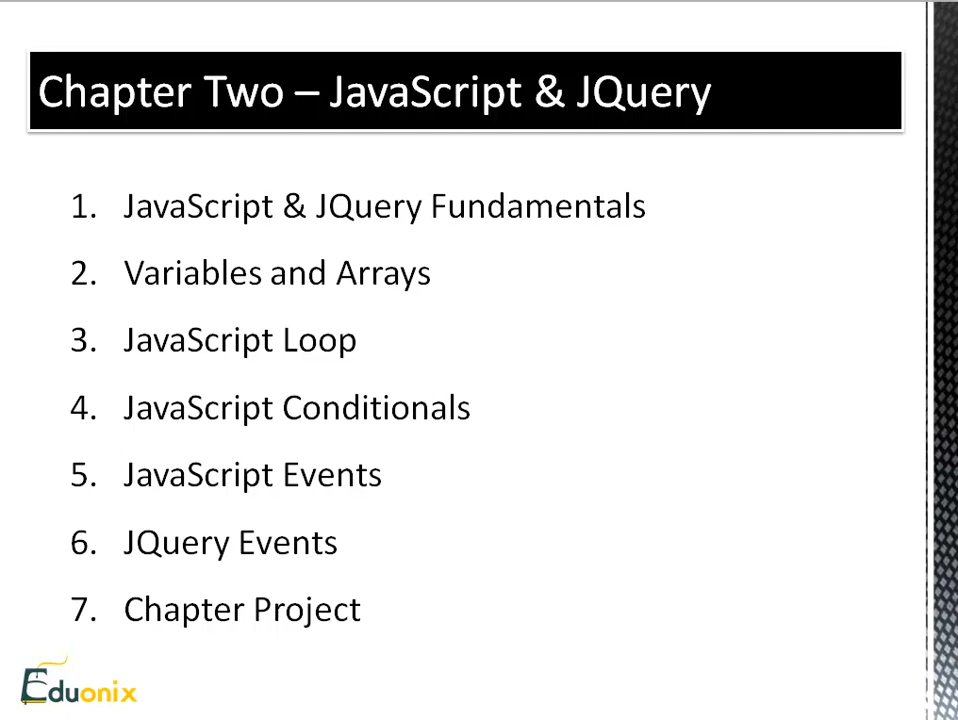 Chapter Two – JavaScript & JQuery
1. JavaScript & JQuery Fundamentals
2. Variables and Arrays
3. JavaScript Loop
4. JavaScript Conditionals
5. JavaScript Events
6. JQuery Events
7. Chapter Project
Eduonix